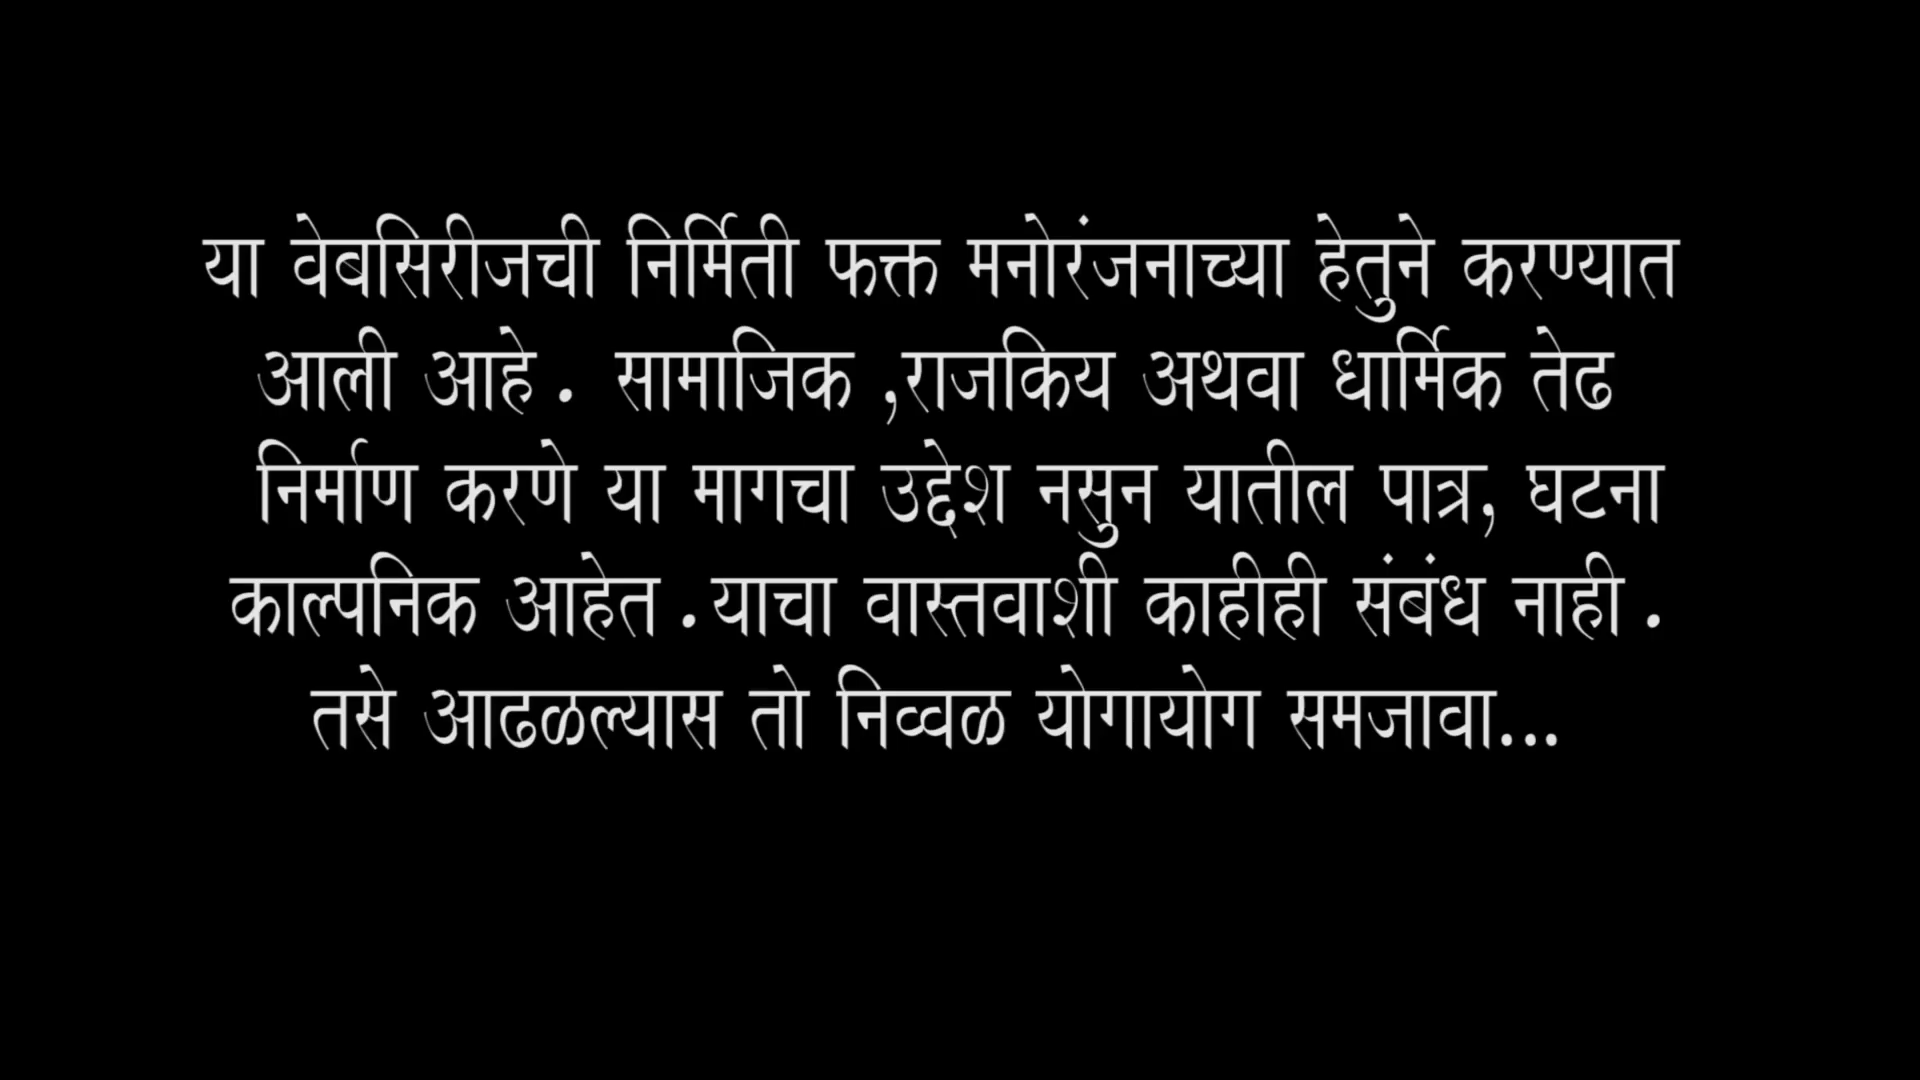 या वेबसिरीजची निर्मिती फक्त मनोरंजनाच्या हेतुने करण्यात
आली आहे . सामाजिक ,राजकिय अथवा धार्मिक तेढ
निर्माण करणे या मागचा उद्देश नसुन यातील पात्र, घटना
काल्पनिक आहेत .याचा वास्तवाशी काहीही संबंध नाही .
तसे आढळल्यास तो निव्वळ योगायोग समजावा...